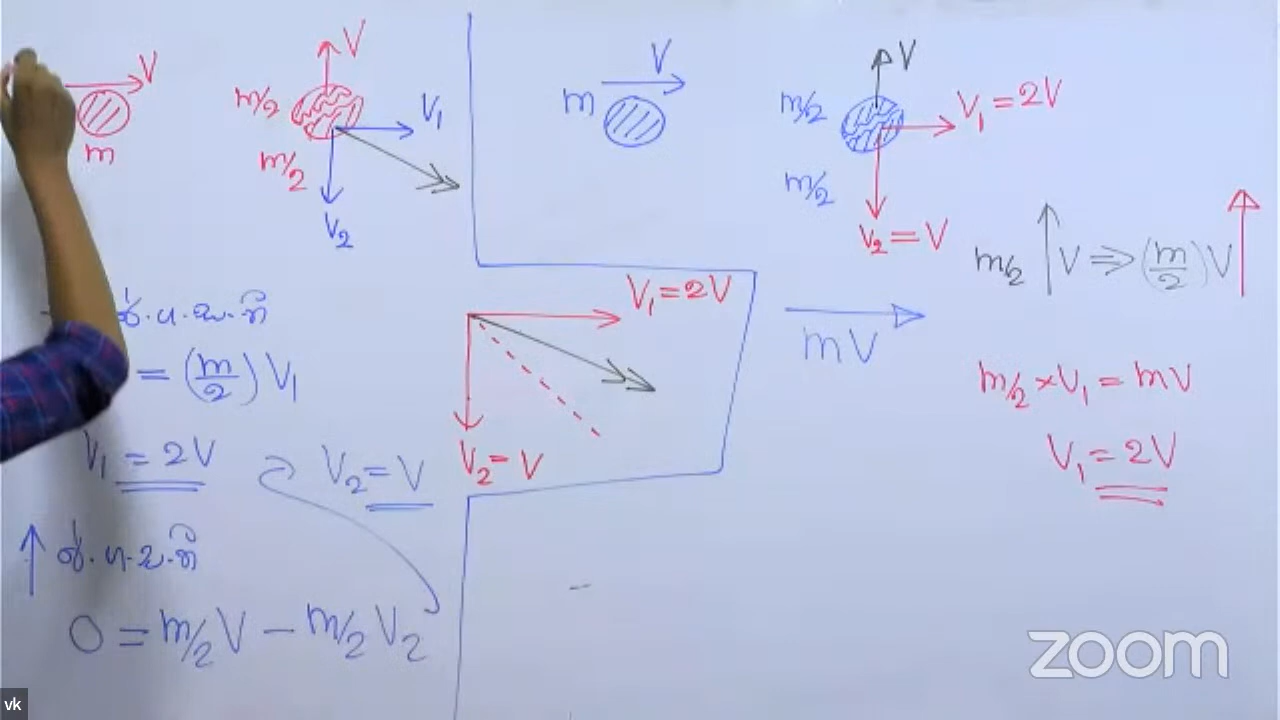 V
m
V
m/2
V₁
m/2
V₂
= (m/2) V₁
V₁ = 2V
V₂ = V
0 = m/2 V − m/2 V₂
V
m
V
m/2
V₁ = 2V
m/2
V₂ = V
V₁ = 2V
V₂ = V
mV
m/2 V ⇒ (m/2) V
m/2 × V₁ = mV
V₁ = 2V
zoom
vk